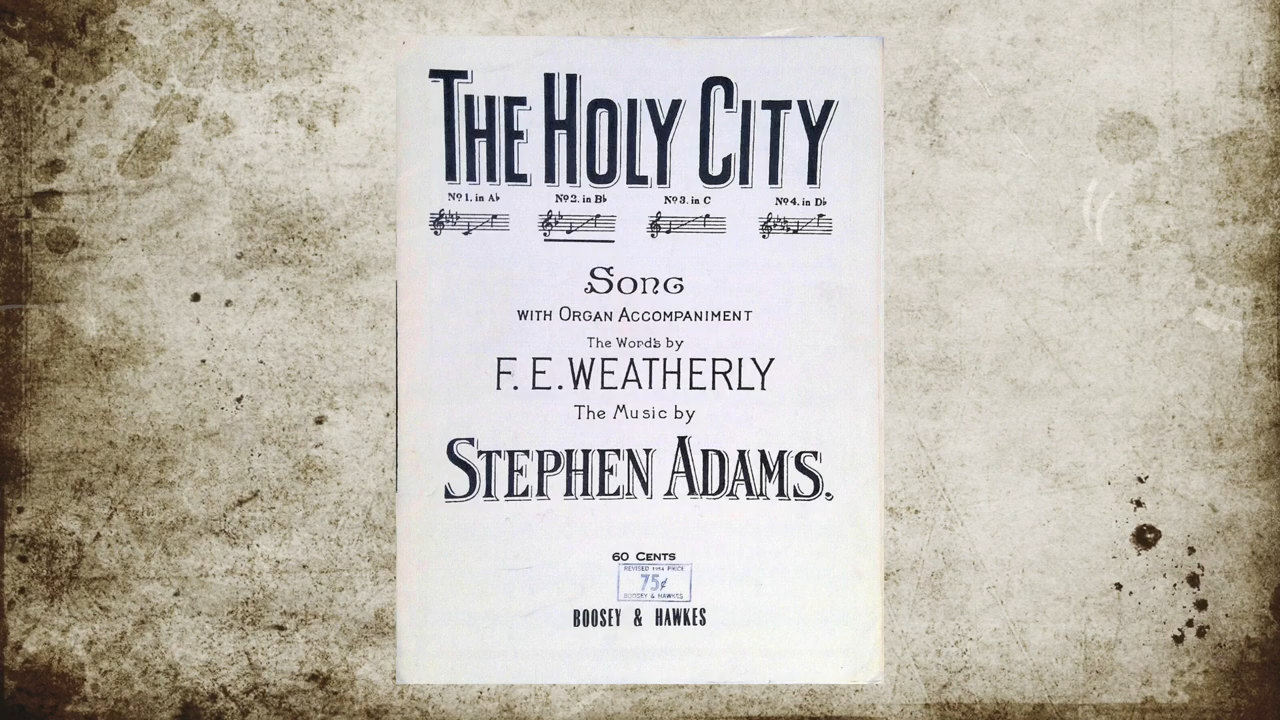 THE HOLY CITY
No 1. in A♭ No 2. in B♭ No 3. in C No 4. in D♭
SONG
WITH ORGAN ACCOMPANIMENT
The Words by
F. E. WEATHERLY
The Music by
STEPHEN ADAMS.
60 CENTS
REVISED 1954 PRICE
75¢
BOOSEY & HAWKES
BOOSEY & HAWKES